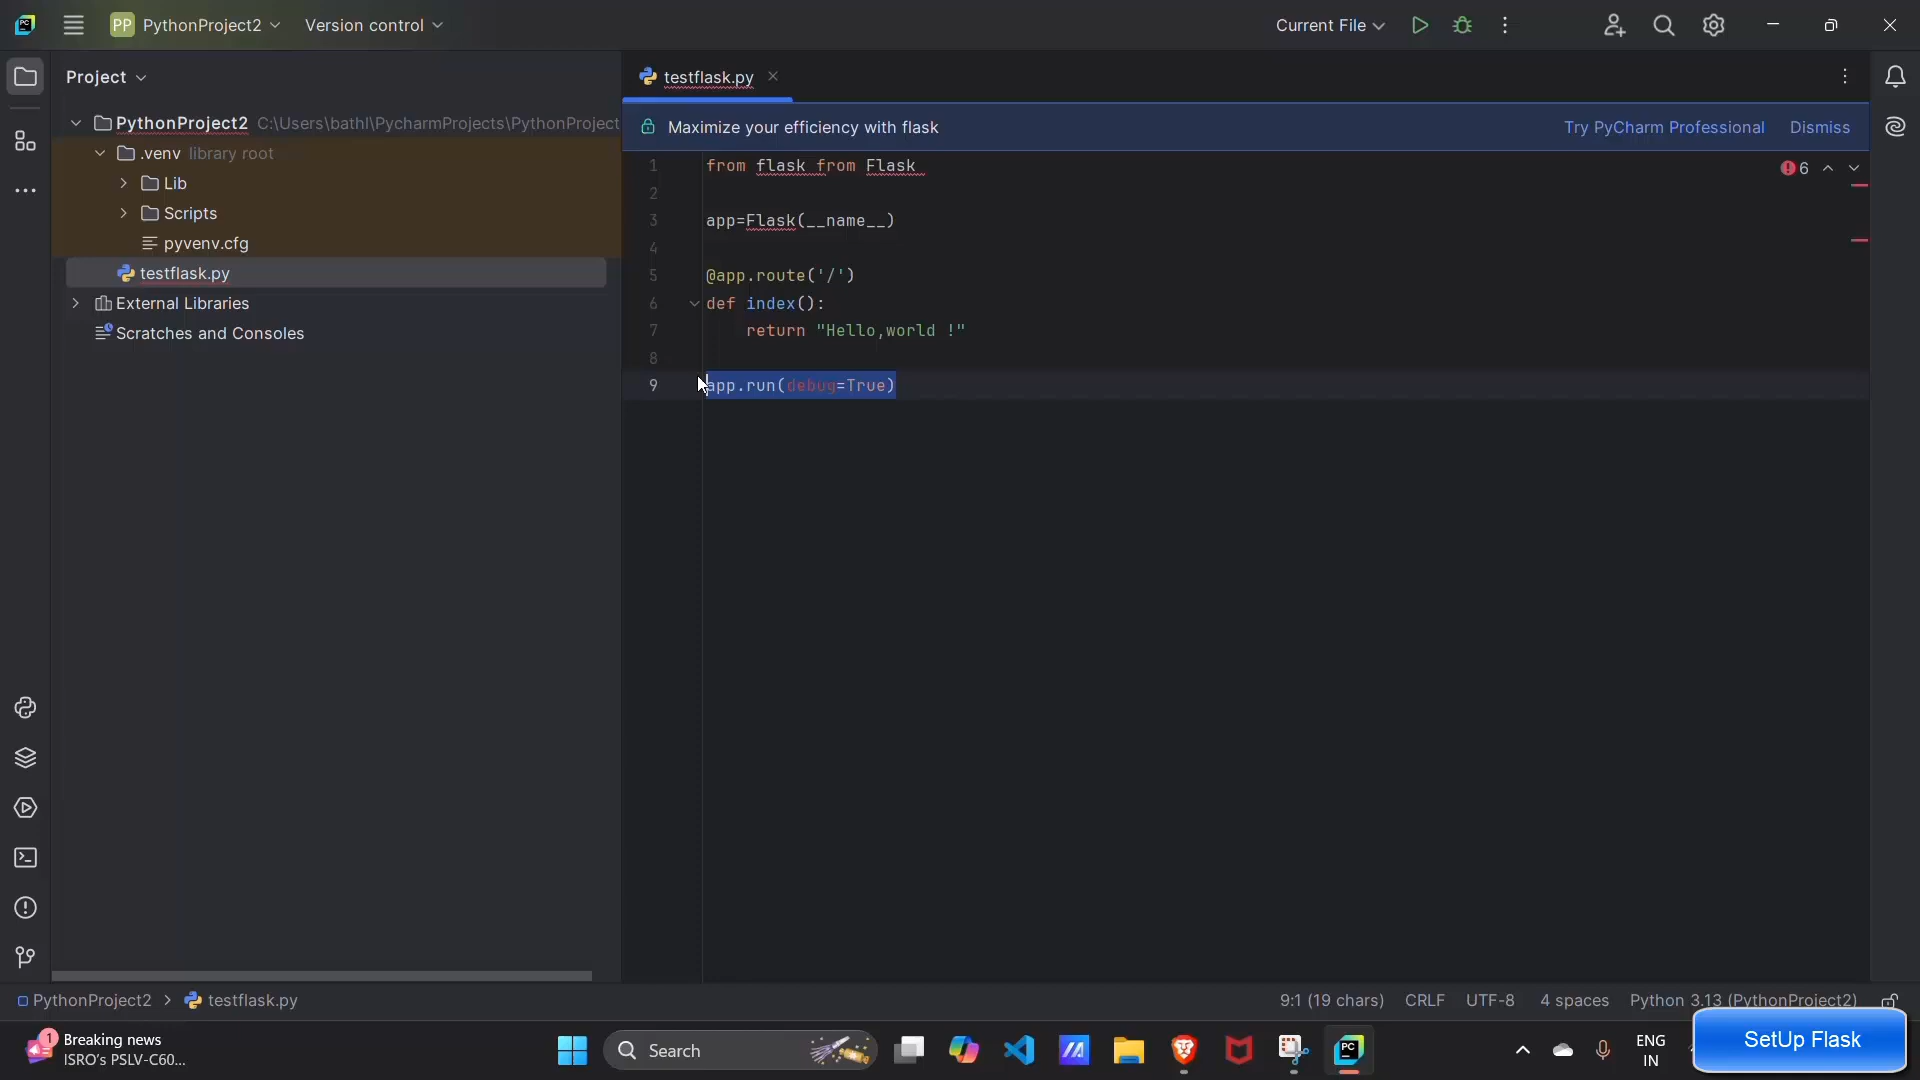 PC
PP PythonProject2
Version control
Current File
Project
testflask.py
PythonProject2 C:\Users\bathl\PycharmProjects\PythonProject
Maximize your efficiency with flask
Try PyCharm Professional
Dismiss
.venv library root
Lib
Scripts
pyvenv.cfg
testflask.py
External Libraries
Scratches and Consoles
6
1 from flask from Flask
2
3 app=Flask(__name__)
4
5 @app.route('/')
6 def index():
7 return "Hello,world !"
8
9 app.run(debug=True)
PythonProject2 > testflask.py
9:1 (19 chars)
CRLF
UTF-8
4 spaces
Python 3.13 (PythonProject2)
1
Breaking news
ISRO's PSLV-C60...
Search
PC
ENG
IN
SetUp Flask